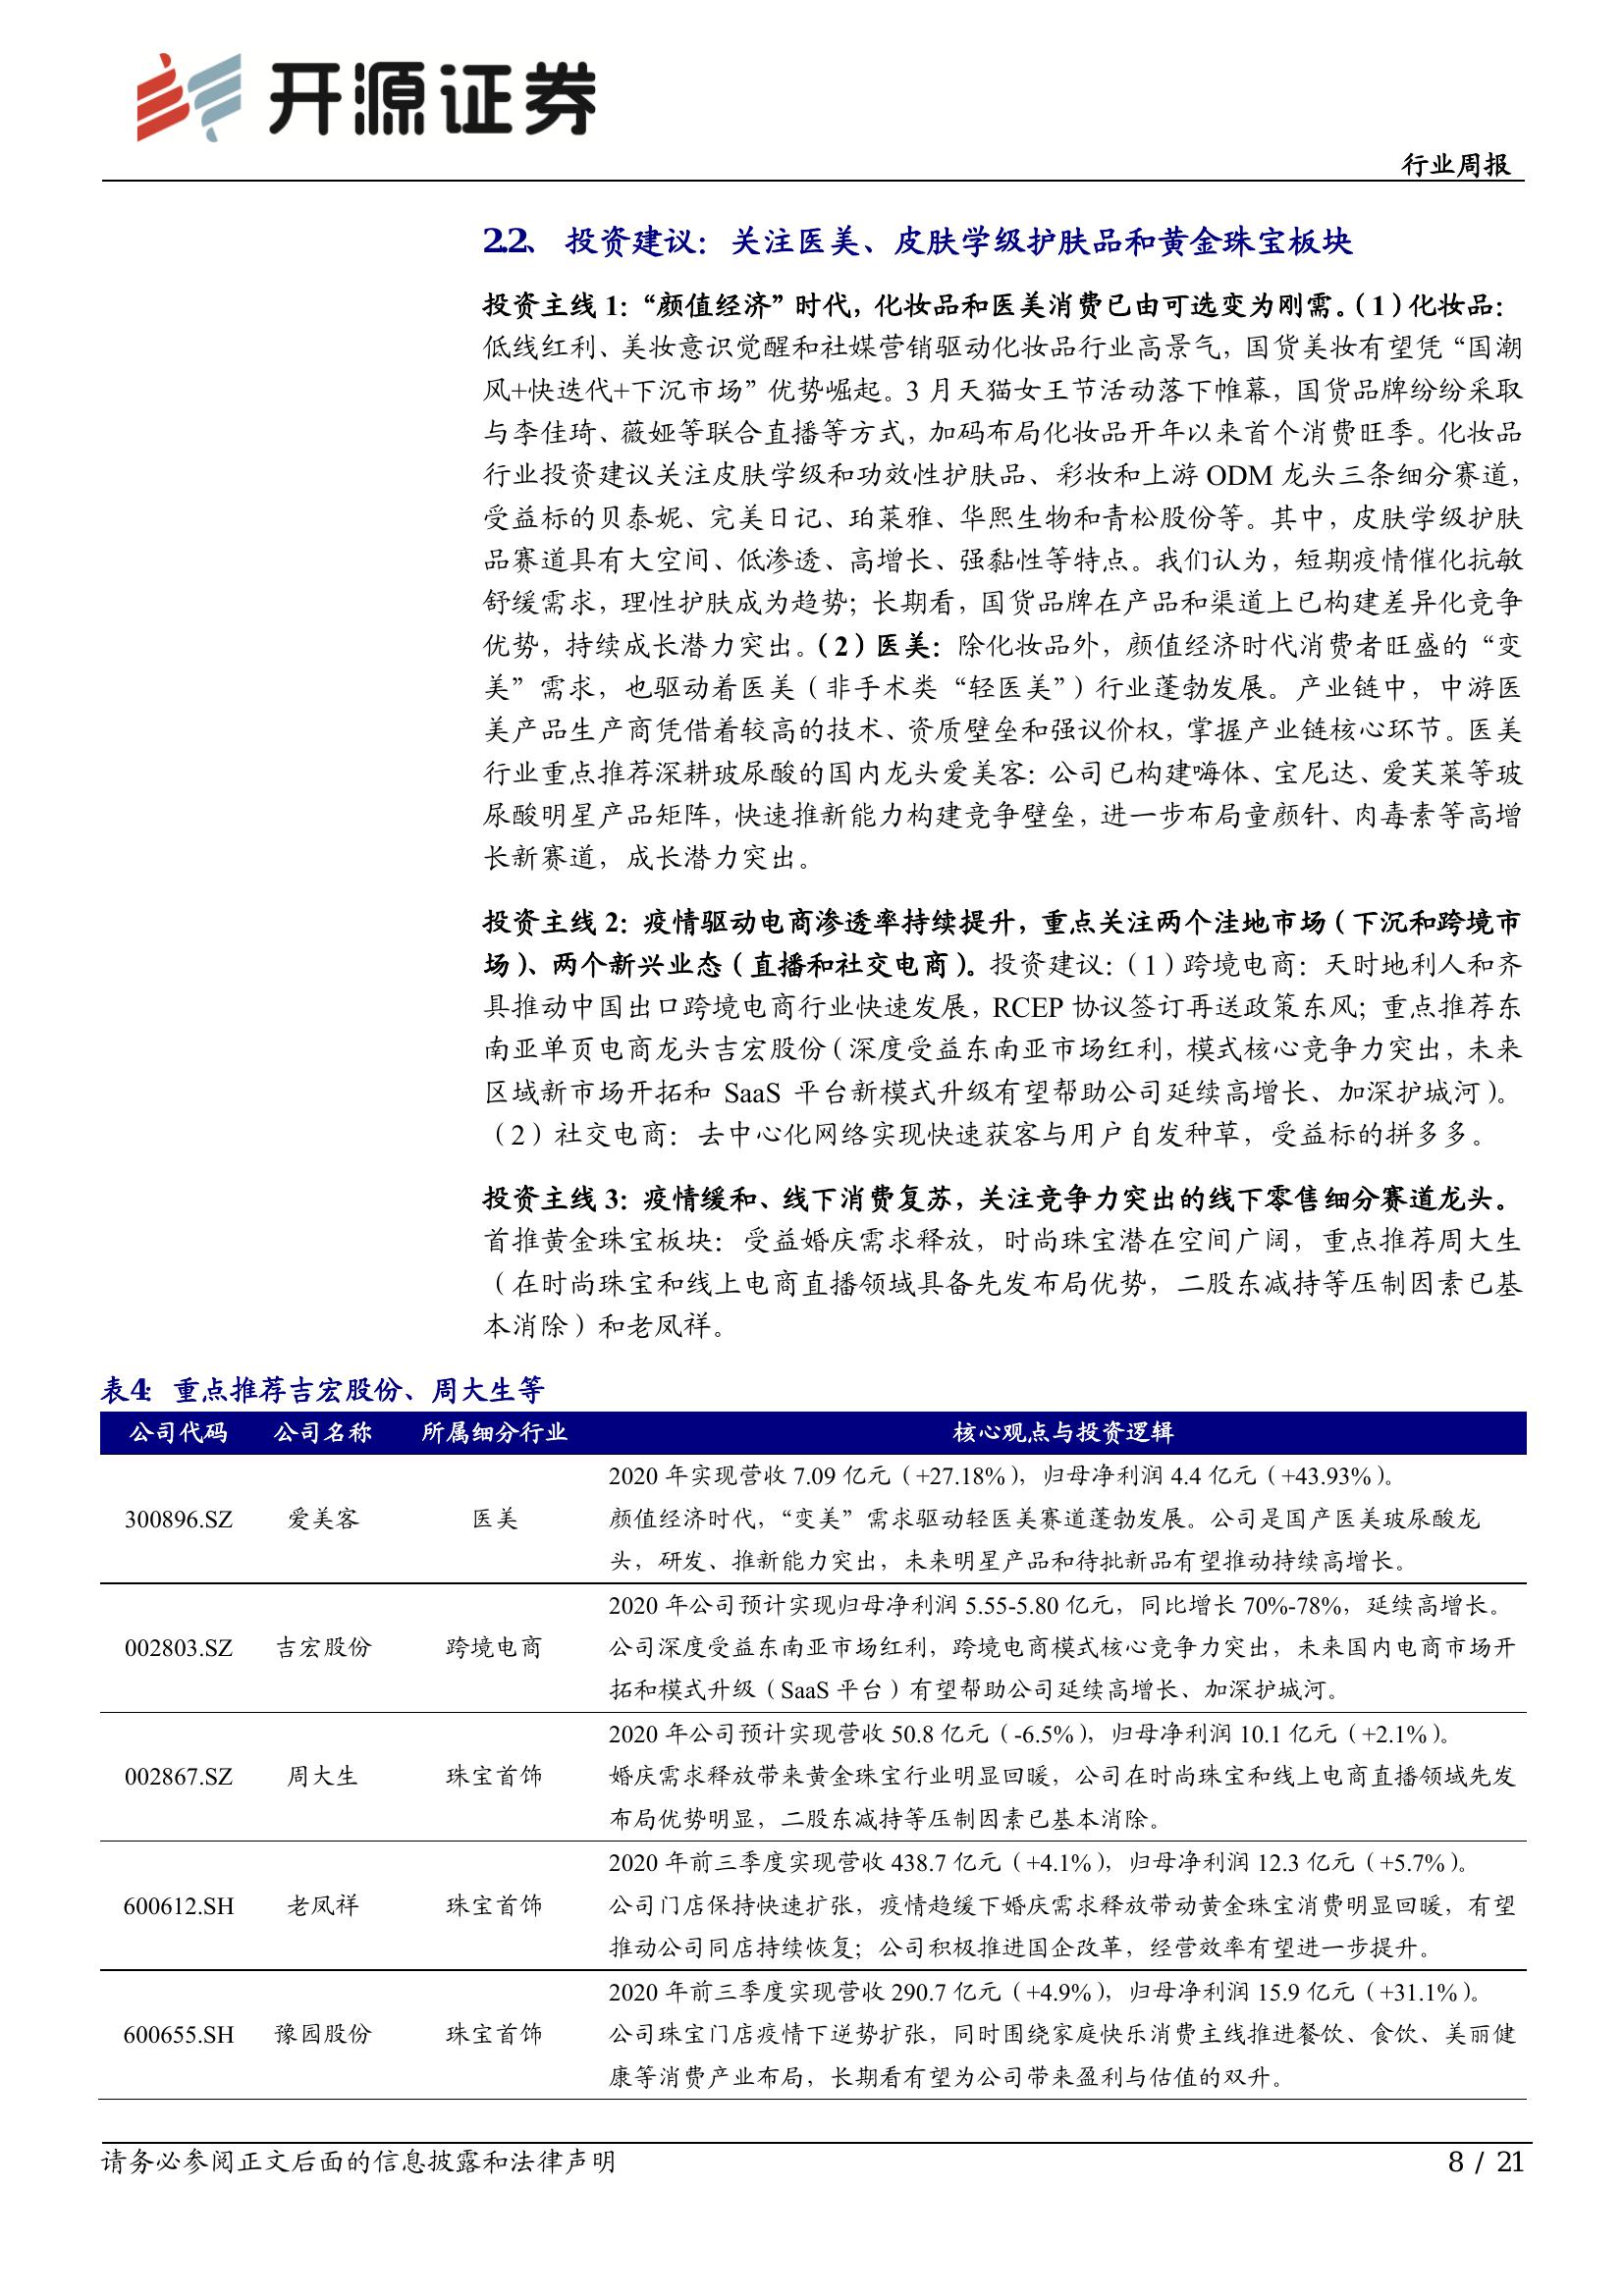 开源证券
行业周报
2.2、 投资建议：关注医美、皮肤学级护肤品和黄金珠宝板块
投资主线 1：“颜值经济”时代，化妆品和医美消费已由可选变为刚需。（1）化妆品：
低线红利、美妆意识觉醒和社媒营销驱动化妆品行业高景气，国货美妆有望凭“国潮
风+快迭代+下沉市场”优势崛起。3 月天猫女王节活动落下帷幕，国货品牌纷纷采取
与李佳琦、薇娅等联合直播等方式，加码布局化妆品开年以来首个消费旺季。化妆品
行业投资建议关注皮肤学级和功效性护肤品、彩妆和上游 ODM 龙头三条细分赛道，
受益标的贝泰妮、完美日记、珀莱雅、华熙生物和青松股份等。其中，皮肤学级护肤
品赛道具有大空间、低渗透、高增长、强黏性等特点。我们认为，短期疫情催化抗敏
舒缓需求，理性护肤成为趋势；长期看，国货品牌在产品和渠道上已构建差异化竞争
优势，持续成长潜力突出。（2）医美：除化妆品外，颜值经济时代消费者旺盛的“变
美”需求，也驱动着医美（非手术类“轻医美”）行业蓬勃发展。产业链中，中游医
美产品生产商凭借着较高的技术、资质壁垒和强议价权，掌握产业链核心环节。医美
行业重点推荐深耕玻尿酸的国内龙头爱美客：公司已构建嗨体、宝尼达、爱芙莱等玻
尿酸明星产品矩阵，快速推新能力构建竞争壁垒，进一步布局童颜针、肉毒素等高增
长新赛道，成长潜力突出。
投资主线 2：疫情驱动电商渗透率持续提升，重点关注两个洼地市场（下沉和跨境市
场）、两个新兴业态（直播和社交电商）。投资建议：（1）跨境电商：天时地利人和齐
具推动中国出口跨境电商行业快速发展，RCEP 协议签订再送政策东风；重点推荐东
南亚单页电商龙头吉宏股份（深度受益东南亚市场红利，模式核心竞争力突出，未来
区域新市场开拓和 SaaS 平台新模式升级有望帮助公司延续高增长、加深护城河）。
（2）社交电商：去中心化网络实现快速获客与用户自发种草，受益标的拼多多。
投资主线 3：疫情缓和、线下消费复苏，关注竞争力突出的线下零售细分赛道龙头。
首推黄金珠宝板块：受益婚庆需求释放，时尚珠宝潜在空间广阔，重点推荐周大生
（在时尚珠宝和线上电商直播领域具备先发布局优势，二股东减持等压制因素已基
本消除）和老凤祥。
表4： 重点推荐吉宏股份、周大生等
公司代码 公司名称 所属细分行业 核心观点与投资逻辑
2020 年实现营收 7.09 亿元（+27.18%），归母净利润 4.4 亿元（+43.93%）。
300896.SZ 爱美客 医美 颜值经济时代，“变美”需求驱动轻医美赛道蓬勃发展。公司是国产医美玻尿酸龙
头，研发、推新能力突出，未来明星产品和待批新品有望推动持续高增长。
2020 年公司预计实现归母净利润 5.55-5.80 亿元，同比增长 70%-78%，延续高增长。
002803.SZ 吉宏股份 跨境电商 公司深度受益东南亚市场红利，跨境电商模式核心竞争力突出，未来国内电商市场开
拓和模式升级（SaaS 平台）有望帮助公司延续高增长、加深护城河。
2020 年公司预计实现营收 50.8 亿元（-6.5%），归母净利润 10.1 亿元（+2.1%）。
002867.SZ 周大生 珠宝首饰 婚庆需求释放带来黄金珠宝行业明显回暖，公司在时尚珠宝和线上电商直播领域先发
布局优势明显，二股东减持等压制因素已基本消除。
2020 年前三季度实现营收 438.7 亿元（+4.1%），归母净利润 12.3 亿元（+5.7%）。
600612.SH 老凤祥 珠宝首饰 公司门店保持快速扩张，疫情趋缓下婚庆需求释放带动黄金珠宝消费明显回暖，有望
推动公司同店持续恢复；公司积极推进国企改革，经营效率有望进一步提升。
2020 年前三季度实现营收 290.7 亿元（+4.9%），归母净利润 15.9 亿元（+31.1%）。
600655.SH 豫园股份 珠宝首饰 公司珠宝门店疫情下逆势扩张，同时围绕家庭快乐消费主线推进餐饮、食饮、美丽健
康等消费产业布局，长期看有望为公司带来盈利与估值的双升。
请务必参阅正文后面的信息披露和法律声明 8 / 21